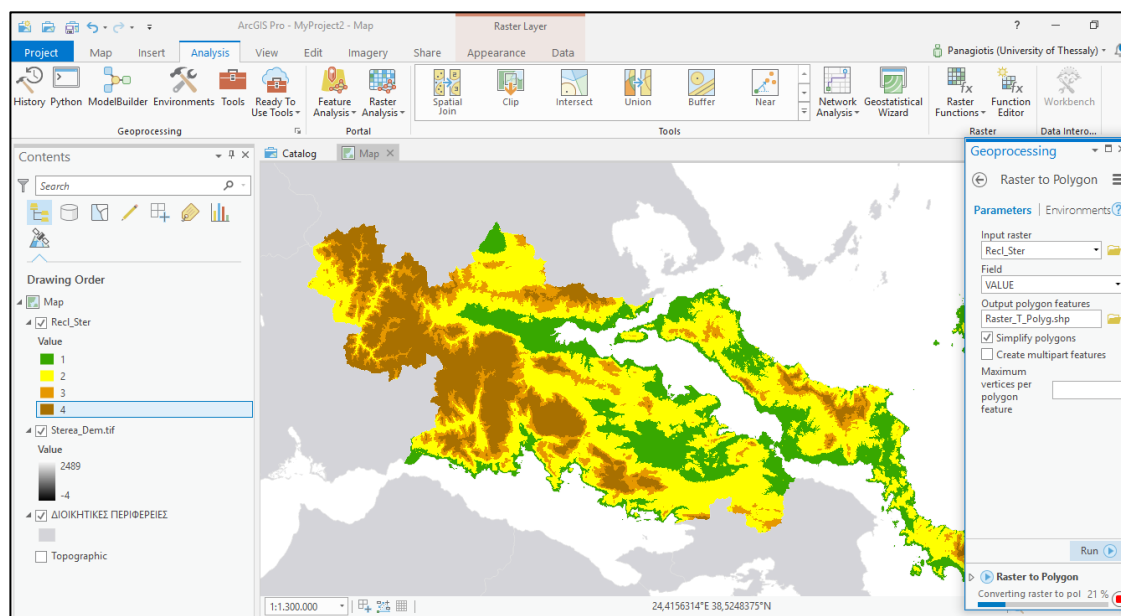 ArcGIS Pro - MyProject2 - Map
Raster Layer
?
Project
Map
Insert
Analysis
View
Edit
Imagery
Share
Appearance
Data
Panagiotis (University of Thessaly)
History
Python
ModelBuilder
Environments
Tools
Ready To
Use Tools
Feature
Analysis
Raster
Analysis
Spatial
Join
Clip
Intersect
Union
Buffer
Near
Network
Analysis
Geostatistical
Wizard
Raster
Functions
Function
Editor
Workbench
Geoprocessing
Portal
Tools
Raster
Data Intero...
Contents
Search
Drawing Order
Map
Recl_Ster
Value
1
2
3
4
Sterea_Dem.tif
Value
2489
-4
ΔΙΟΙΚΗΤΙΚΕΣ ΠΕΡΙΦΕΡΕΙΕΣ
Topographic
Catalog
Map
1:1.300.000
24,4156314°E 38,5248375°N
Geoprocessing
Raster to Polygon
Parameters
Environments
?
Input raster
Recl_Ster
Field
VALUE
Output polygon features
Raster_T_Polyg.shp
Simplify polygons
Create multipart features
Maximum
vertices per
polygon
feature
Run
Raster to Polygon
Converting raster to pol 21 %